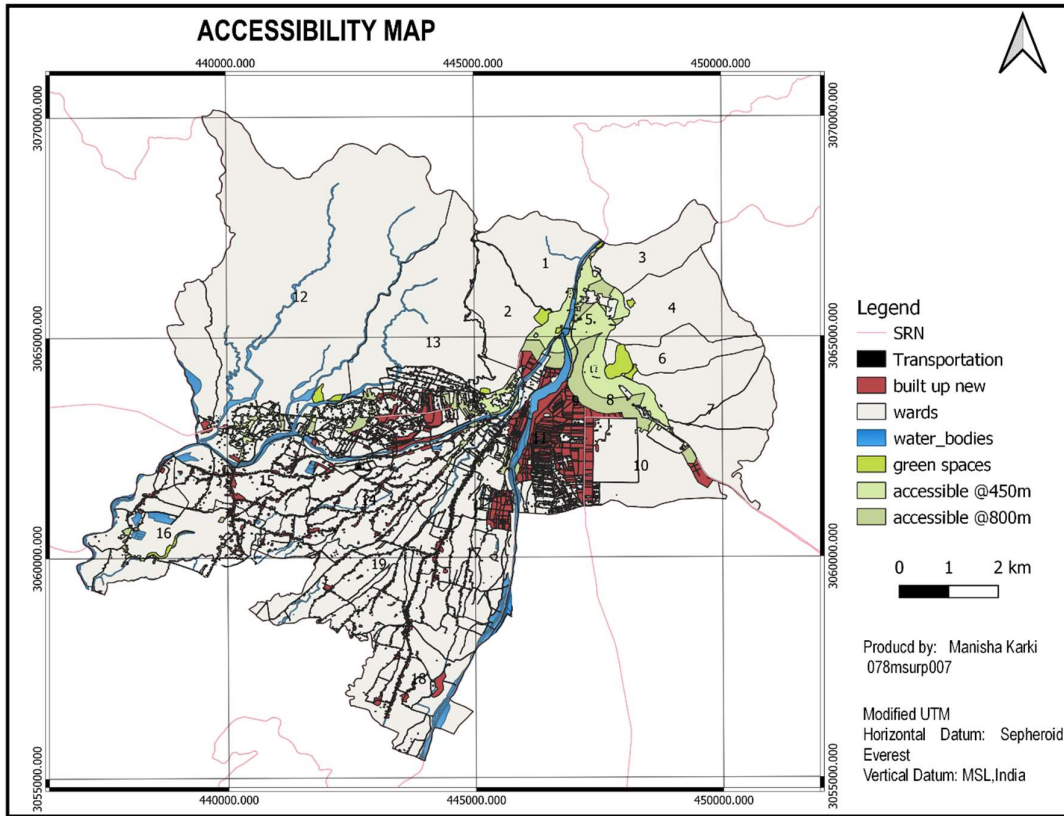 ACCESSIBILITY MAP
440000.000 445000.000 450000.000
3070000.000 3070000.000
3065000.000 3065000.000
3060000.000 3060000.000
3055000.000 3055000.000
1
3
2
12
4
5
13
6
8
7
9
11
10
15
14
16
17
19
18
440000.000 445000.000 450000.000
Legend
SRN
Transportation
built up new
wards
water_bodies
green spaces
accessible @450m
accessible @800m
0 1 2 km
Producd by: Manisha Karki
078msurp007
Modified UTM
Horizontal Datum: Sepheroid
Everest
Vertical Datum: MSL,India